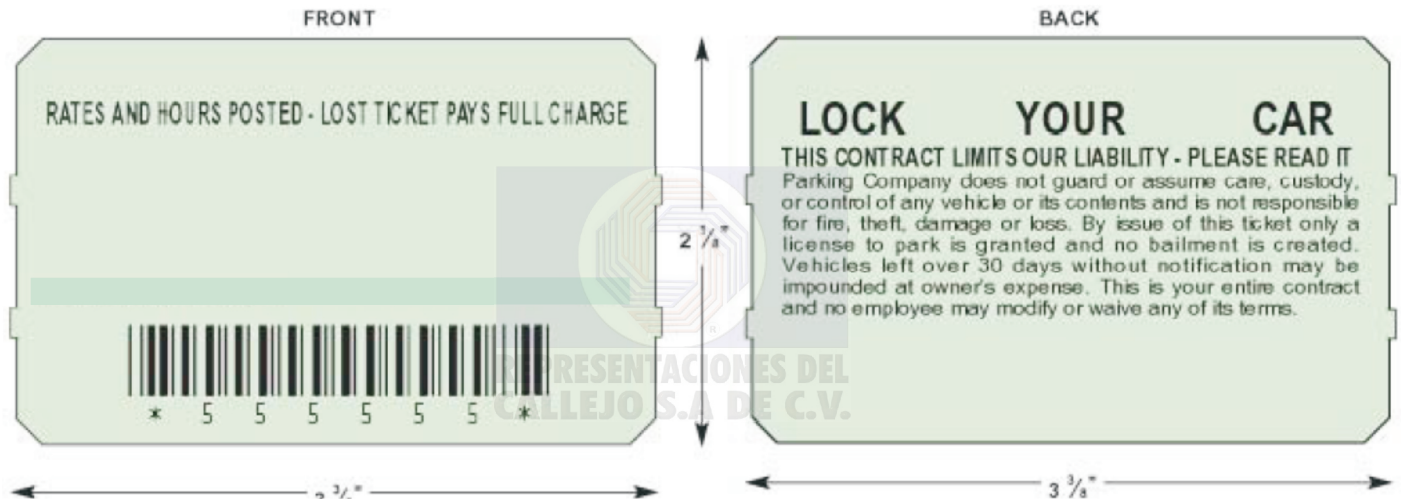 FRONT
RATES AND HOURS POSTED - LOST TICKET PAYS FULL CHARGE
* 5 5 5 5 5 5 *
3 3/8"
2 1/8"
BACK
LOCK YOUR CAR
THIS CONTRACT LIMITS OUR LIABILITY - PLEASE READ IT
Parking Company does not guard or assume care, custody,
or control of any vehicle or its contents and is not responsible
for fire, theft, damage or loss. By issue of this ticket only a
license to park is granted and no bailment is created.
Vehicles left over 30 days without notification may be
impounded at owner's expense. This is your entire contract
and no employee may modify or waive any of its terms.
3 3/8"
REPRESENTACIONES DEL
CALLEJO S.A DE C.V.